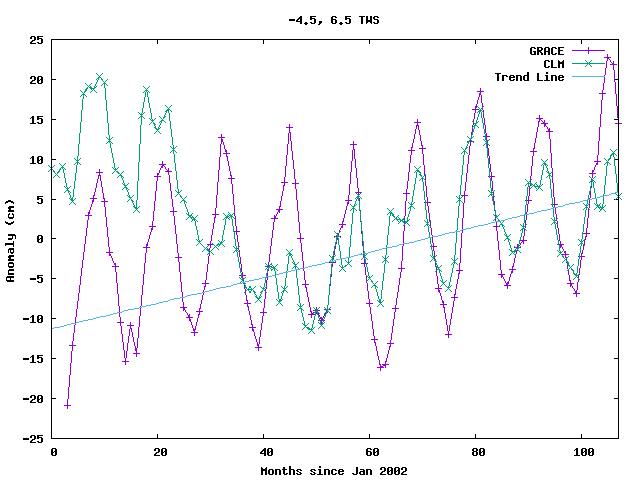 -4.5, 6.5 TWS
GRACE
CLM
Trend Line
25
20
15
10
5
0
-5
-10
-15
-20
-25
Anomaly (cm)
0 20 40 60 80 100
Months since Jan 2002